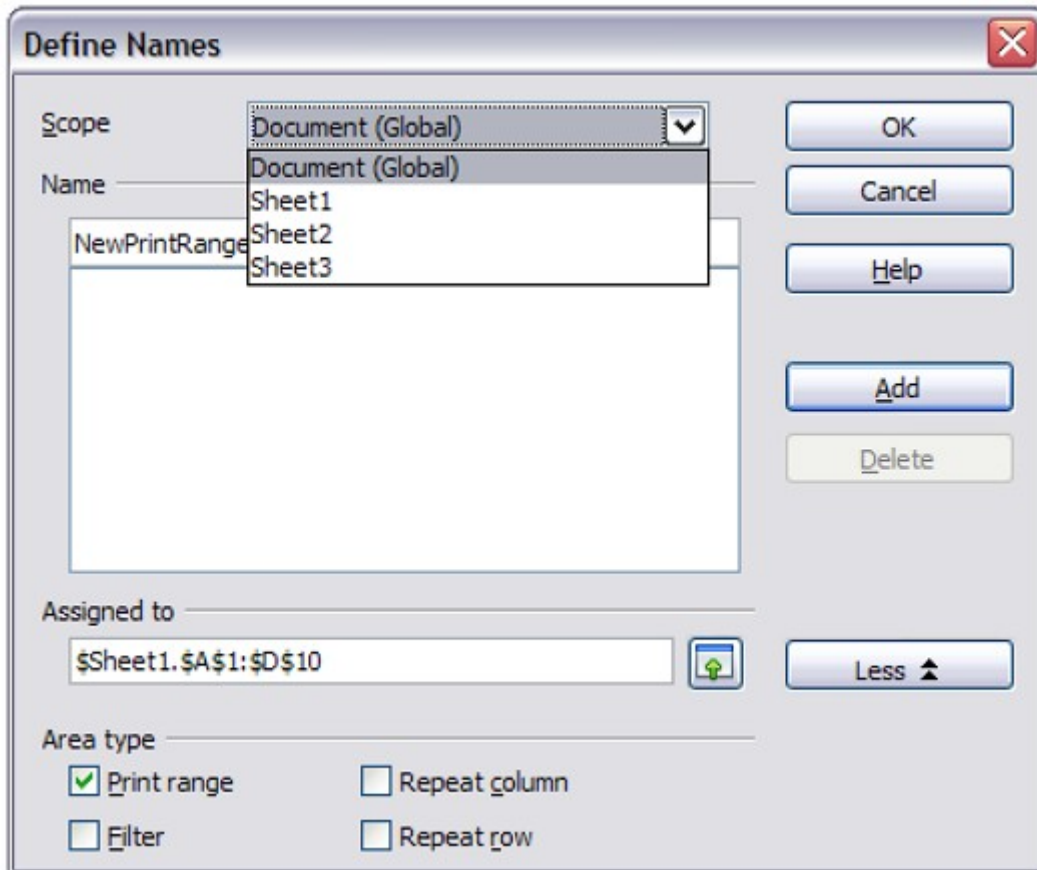 Define Names
Scope
Document (Global)
Document (Global)
Sheet1
Sheet2
Sheet3
Name
NewPrintRange
OK
Cancel
Help
Add
Delete
Assigned to
$Sheet1.$A$1:$D$10
Less
Area type
Print range
Repeat column
Filter
Repeat row